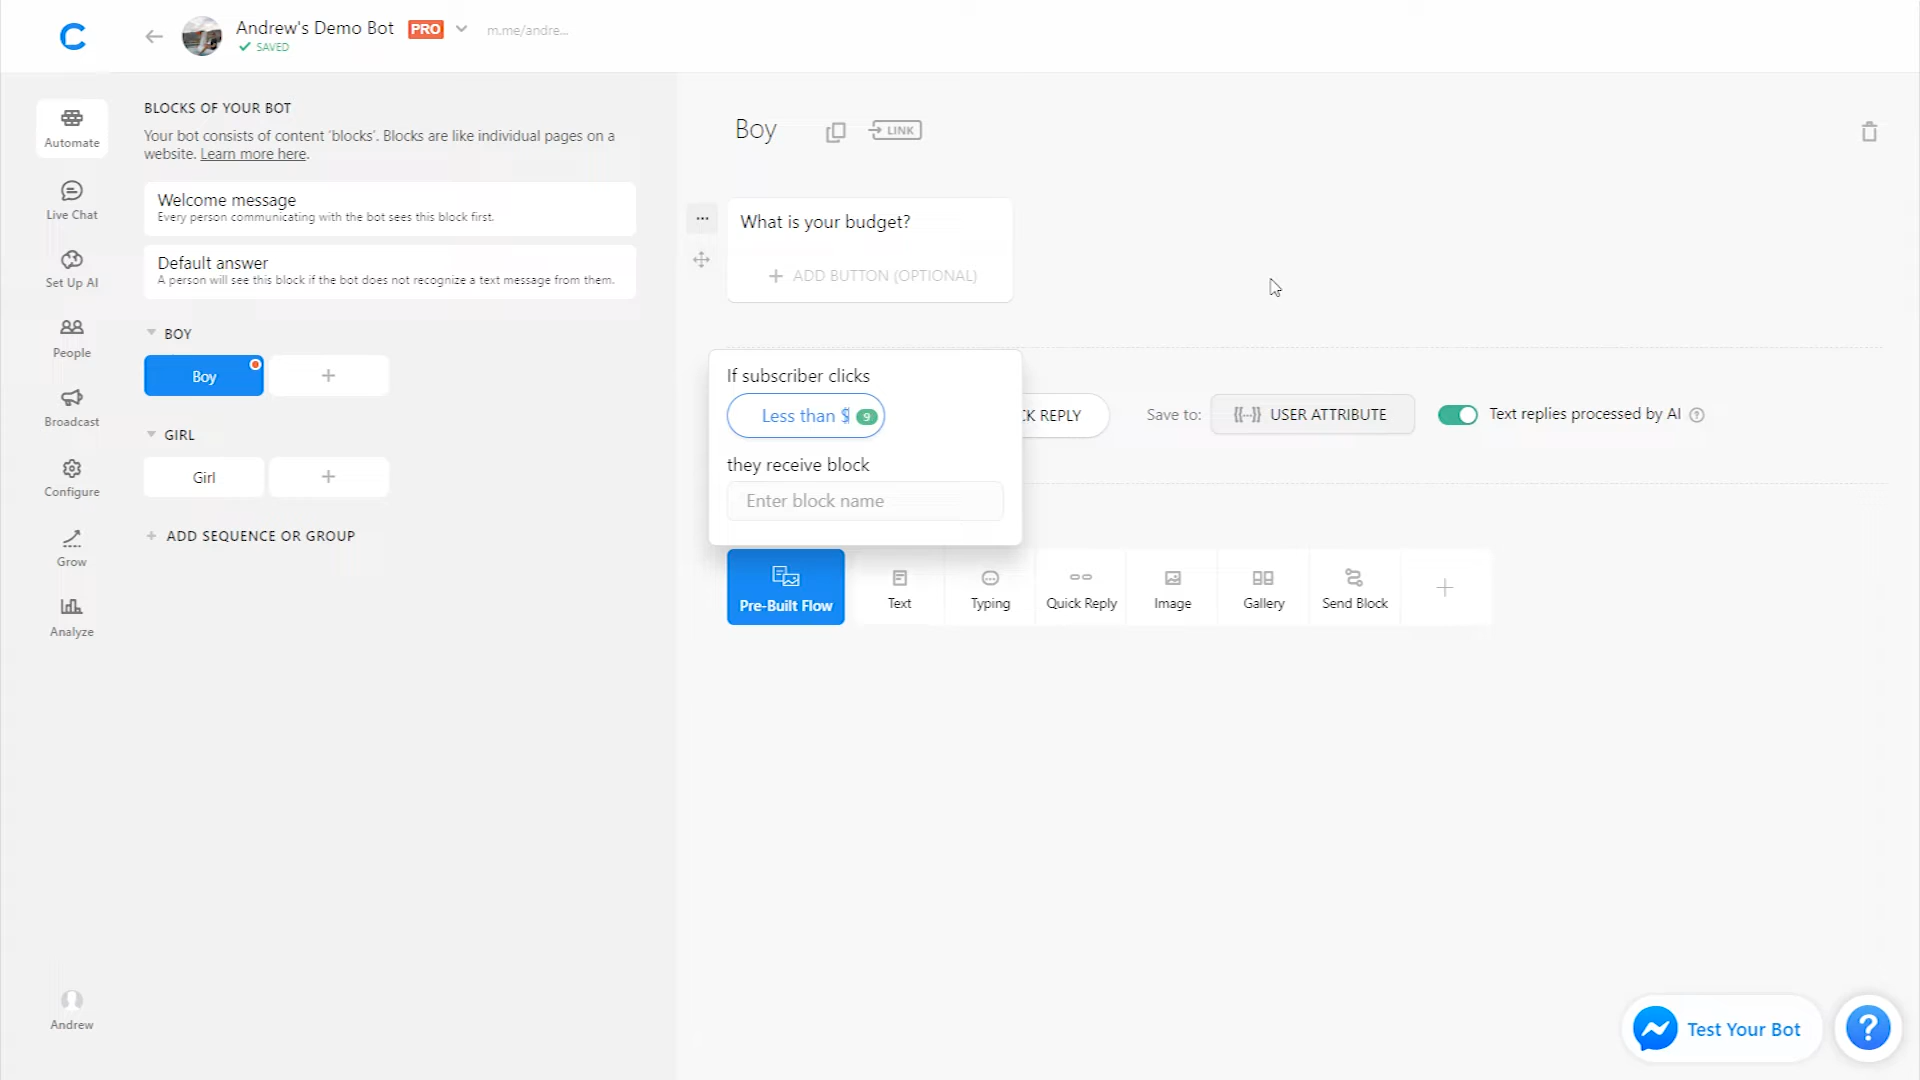 Andrew's Demo Bot PRO m.me/andre...
SAVED
Automate
Live Chat
Set Up AI
People
Broadcast
Configure
Grow
Analyze
Andrew
BLOCKS OF YOUR BOT
Your bot consists of content 'blocks'. Blocks are like individual pages on a
website. Learn more here.
Welcome message
Every person communicating with the bot sees this block first.
Default answer
A person will see this block if the bot does not recognize a text message from them.
BOY
Boy
+
GIRL
Girl
+
+ ADD SEQUENCE OR GROUP
Boy
LINK
What is your budget?
+ ADD BUTTON (OPTIONAL)
If subscriber clicks
Less than $ 9
they receive block
Enter block name
CK REPLY
Save to: {{...}} USER ATTRIBUTE
Text replies processed by AI ?
Pre-Built Flow
Text
Typing
Quick Reply
Image
Gallery
Send Block
+
Test Your Bot
?